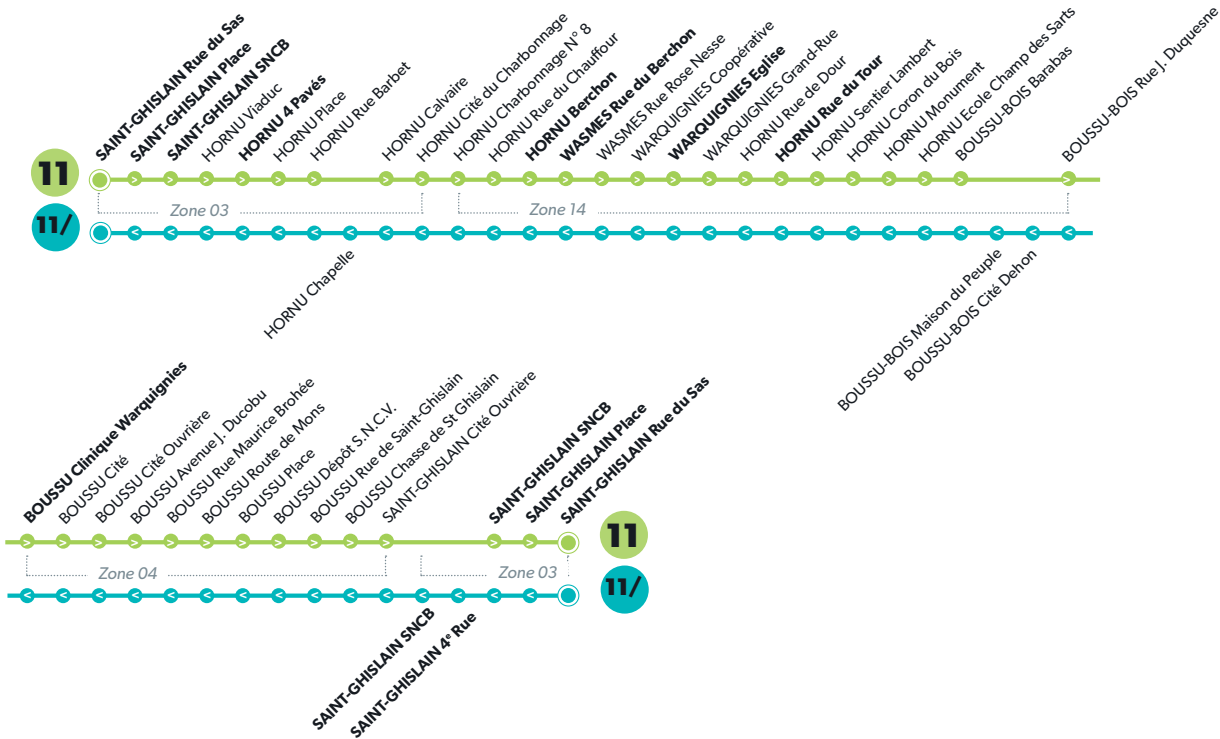 SAINT-GHISLAIN Rue du Sas
SAINT-GHISLAIN Place
SAINT-GHISLAIN SNCB
HORNU Viaduc
HORNU 4 Pavés
HORNU Place
HORNU Rue Barbet
HORNU Calvaire
HORNU Cité du Charbonnage
HORNU Charbonnage N° 8
HORNU Rue du Chauffour
HORNU Berchon
WASMES Rue du Berchon
WASMES Rue Rose Nesse
WARQUIGNIES Coopérative
WARQUIGNIES Eglise
WARQUIGNIES Grand-Rue
HORNU Rue de Dour
HORNU Rue du Tour
HORNU Sentier Lambert
HORNU Coron du Bois
HORNU Monument
HORNU Ecole Champ des Sarts
BOUSSU-BOIS Barabas
BOUSSU-BOIS Rue J. Duquesne
11
Zone 03
Zone 14
11/
HORNU Chapelle
BOUSSU-BOIS Maison du Peuple
BOUSSU-BOIS Cité Dehon
BOUSSU Clinique Warquignies
BOUSSU Cité
BOUSSU Cité Ouvrière
BOUSSU Avenue J. Ducobu
BOUSSU Rue Maurice Brohée
BOUSSU Route de Mons
BOUSSU Place
BOUSSU Dépôt S.N.C.V.
BOUSSU Rue de Saint-Ghislain
BOUSSU Chasse de St Ghislain
SAINT-GHISLAIN Cité Ouvrière
SAINT-GHISLAIN SNCB
SAINT-GHISLAIN Place
SAINT-GHISLAIN Rue du Sas
11
Zone 04
Zone 03
11/
SAINT-GHISLAIN SNCB
SAINT-GHISLAIN 4e Rue